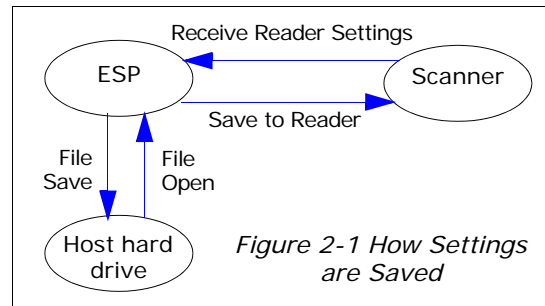 Receive Reader Settings
ESP
Scanner
Save to Reader
File
Save
File
Open
Host hard
drive
Figure 2-1 How Settings
are Saved